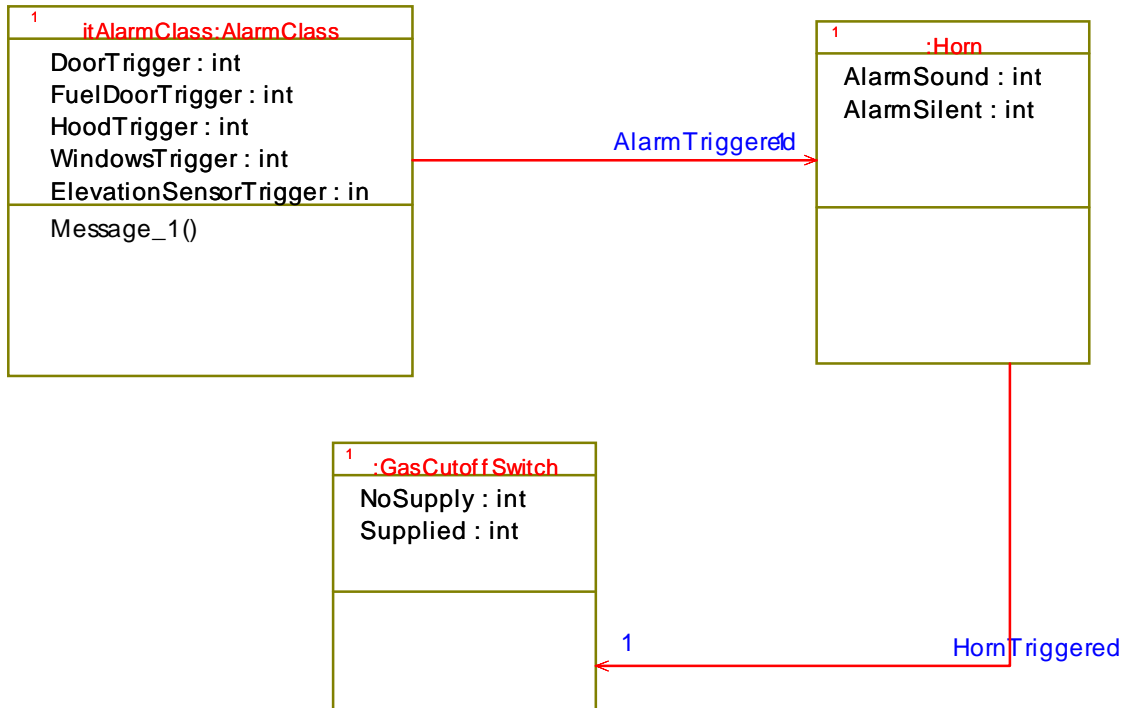 1
itAlarmClass:AlarmClass
DoorTrigger : int
FuelDoorTrigger : int
HoodTrigger : int
WindowsTrigger : int
ElevationSensorTrigger : in
Message_1()
AlarmTriggered
1
1
:Horn
AlarmSound : int
AlarmSilent : int
1
:GasCutoffSwitch
NoSupply : int
Supplied : int
1
HornTriggered